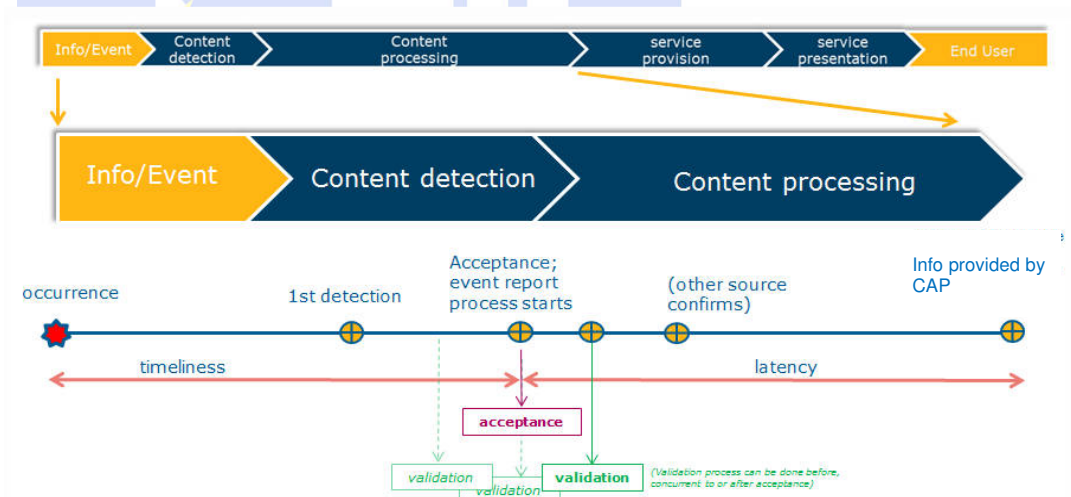 Info/Event
Content
detection
Content
processing
service
provision
service
presentation
End User
Info/Event
Content detection
Content processing
occurrence
1st detection
Acceptance;
event report
process starts
(other source
confirms)
Info provided by
CAP
timeliness
latency
acceptance
validation
validation
validation
(Validation process can be done before,
concurrent to or after acceptance)